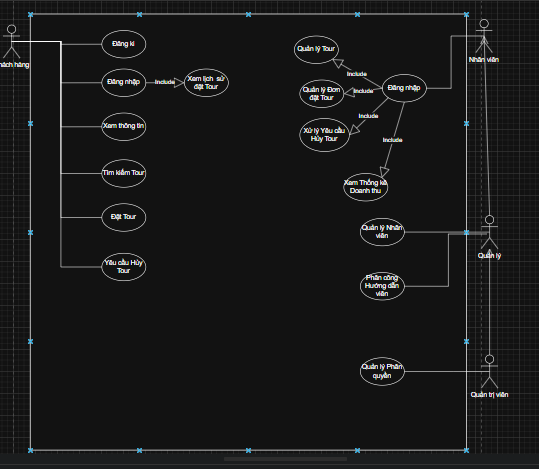 hách hàng
Đăng kí
Đăng nhập
Include
Xem lịch sử
đặt Tour
Xem thông tin
Tìm kiếm Tour
Đặt Tour
Yêu cầu Hủy
Tour
Quản lý Tour
Include
Quản lý Đơn
đặt Tour
Include
Đăng nhập
Include
Xử lý Yêu cầu
Hủy Tour
Include
Xem Thống kê
Doanh thu
Nhân viên
Quản lý Nhân
viên
Quản lý
Phân công
Hướng dẫn
viên
Quản lý Phân
quyền
Quản trị viên